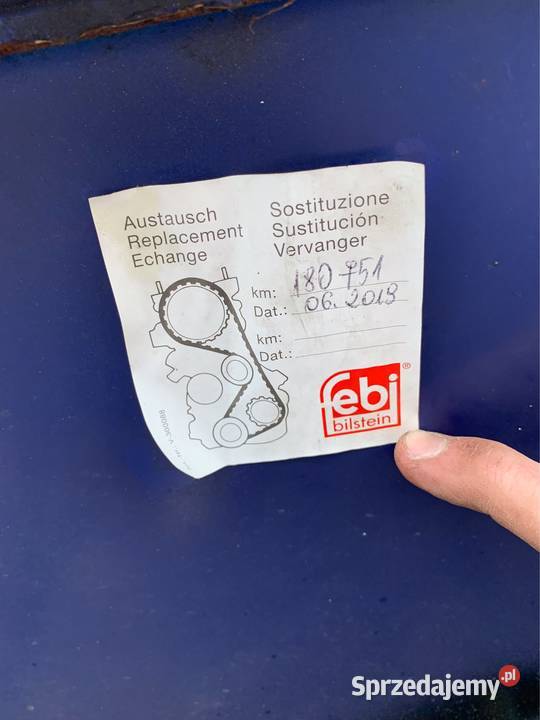 Austausch
Replacement
Echange
Sostituzione
Sustitución
Vervanger
km: 180 751
Dat.: 06.2019
km:
Dat.:
febi®
bilstein
Sprzedajemy.pl